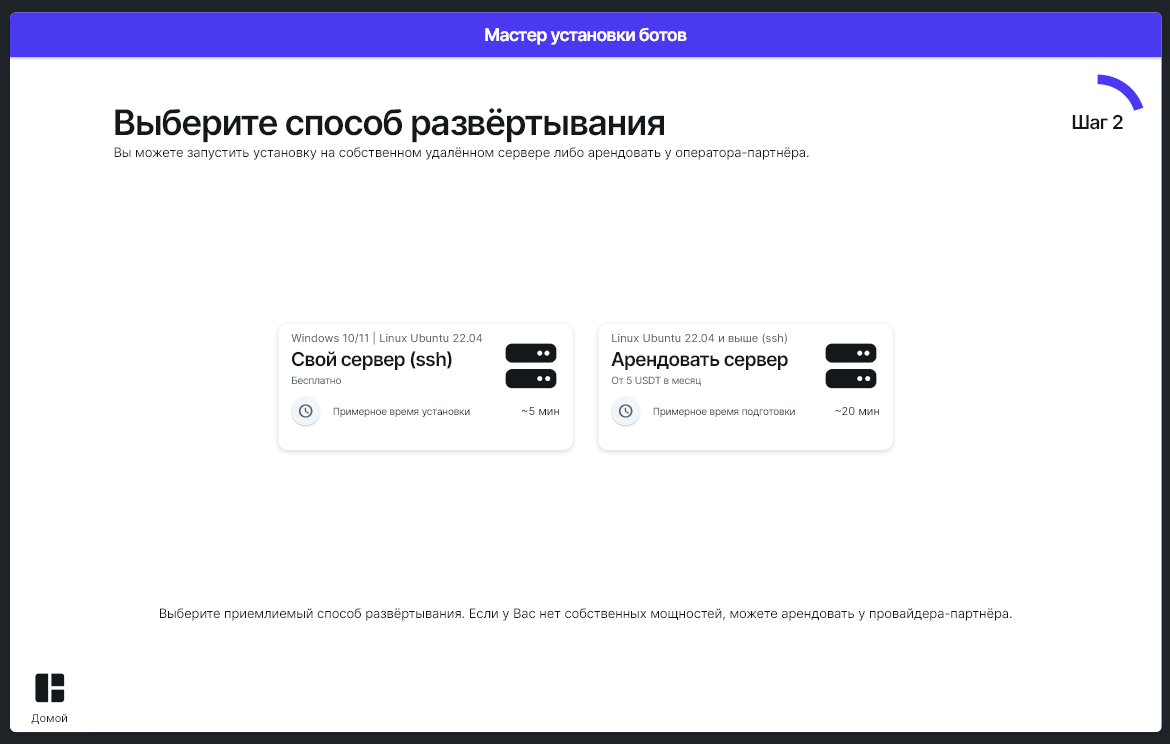 Мастер установки ботов
Выберите способ развёртывания
Шаг 2
Вы можете запустить установку на собственном удалённом сервере либо арендовать у оператора-партнёра.
Windows 10/11 | Linux Ubuntu 22.04
Свой сервер (ssh)
Бесплатно
Примерное время установки ~5 мин
Linux Ubuntu 22.04 и выше (ssh)
Арендовать сервер
От 5 USDT в месяц
Примерное время подготовки ~20 мин
Выберите приемлиемый способ развёртывания. Если у Вас нет собственных мощностей, можете арендовать у провайдера-партнёра.
Домой